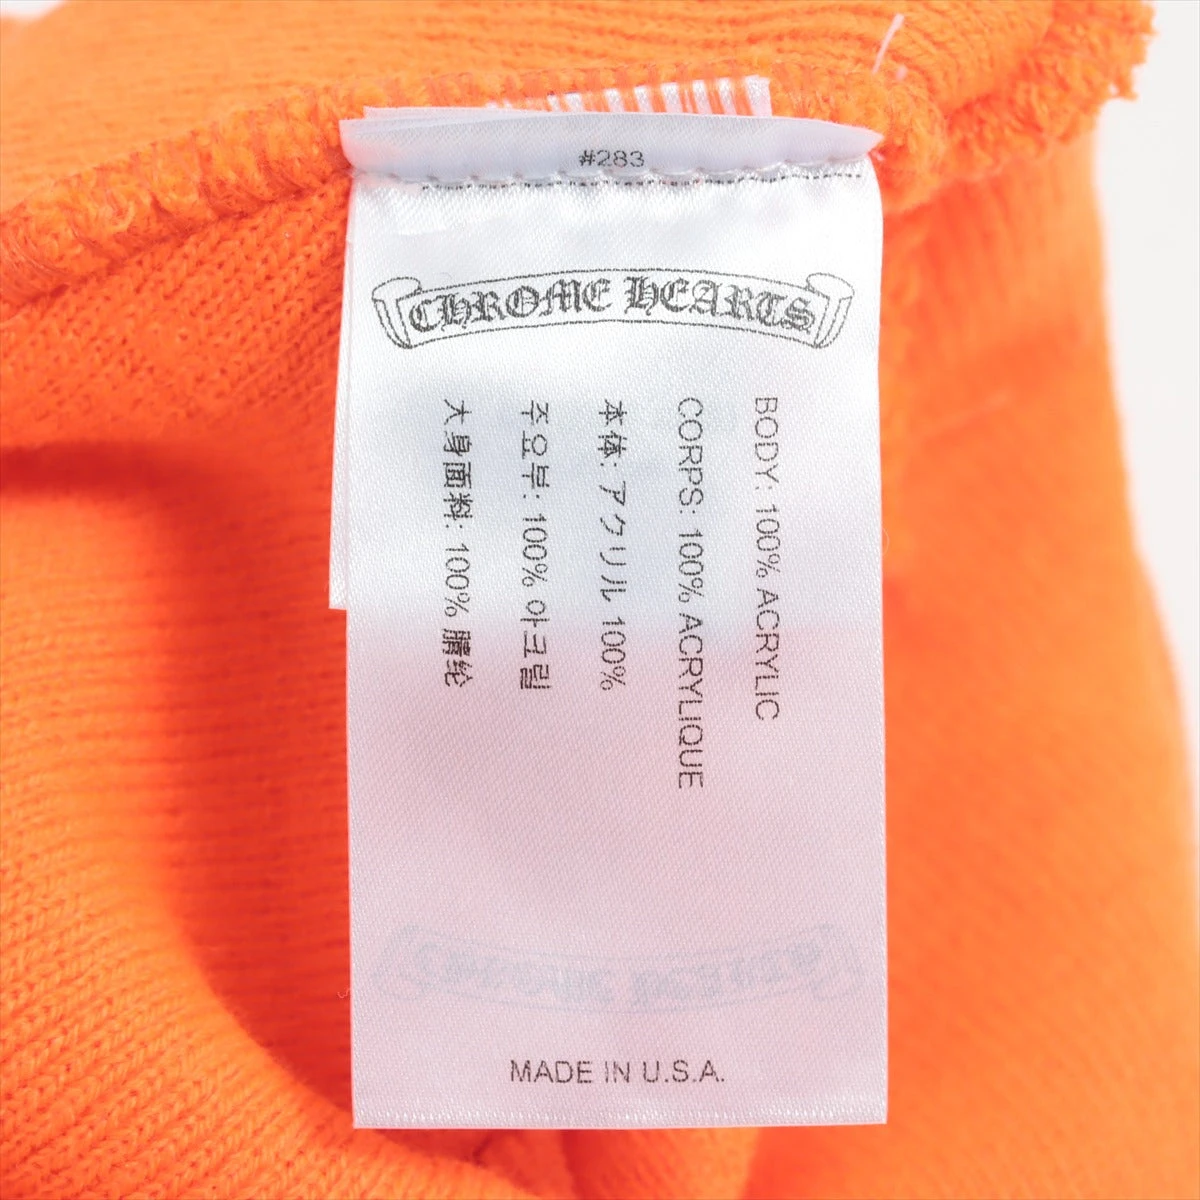 #283
CHROME HEARTS
BODY: 100% ACRYLIC
CORPS: 100% ACRYLIQUE
本体: アクリル 100%
주요부: 100% 아크릴
大身面料: 100% 腈纶
MADE IN U.S.A.